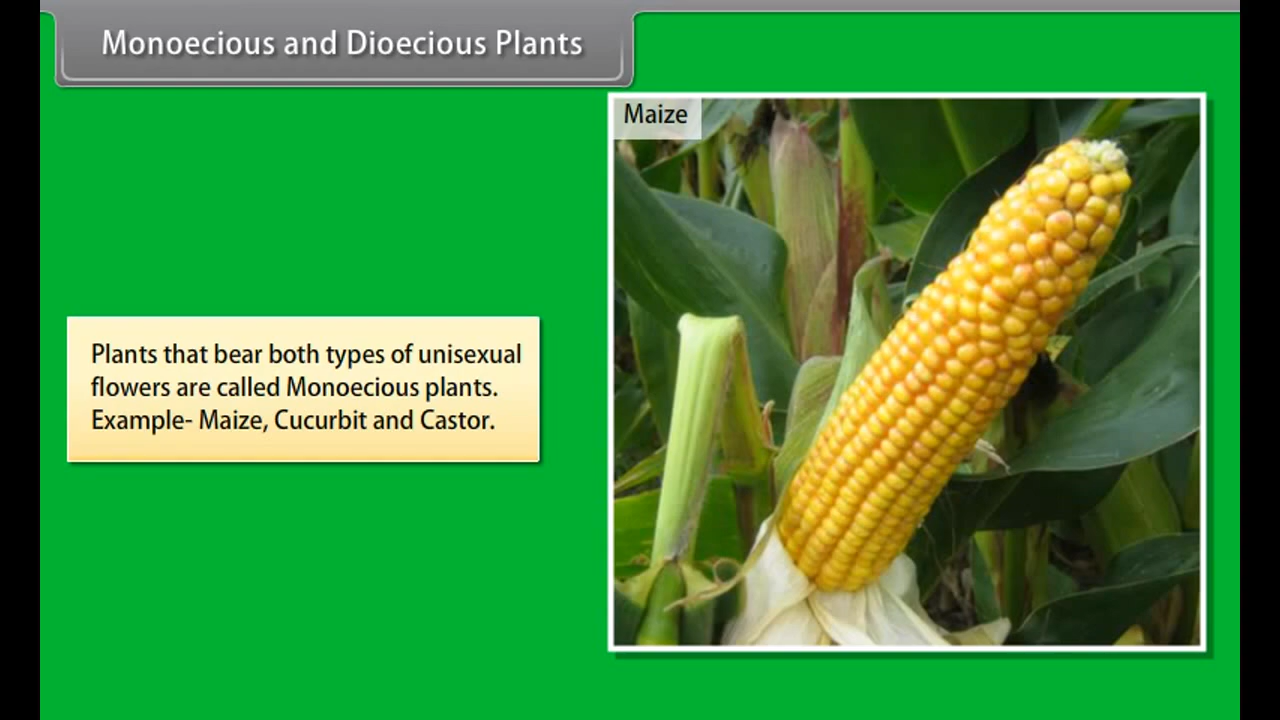 Monoecious and Dioecious Plants
Maize
Plants that bear both types of unisexual
flowers are called Monoecious plants.
Example- Maize, Cucurbit and Castor.